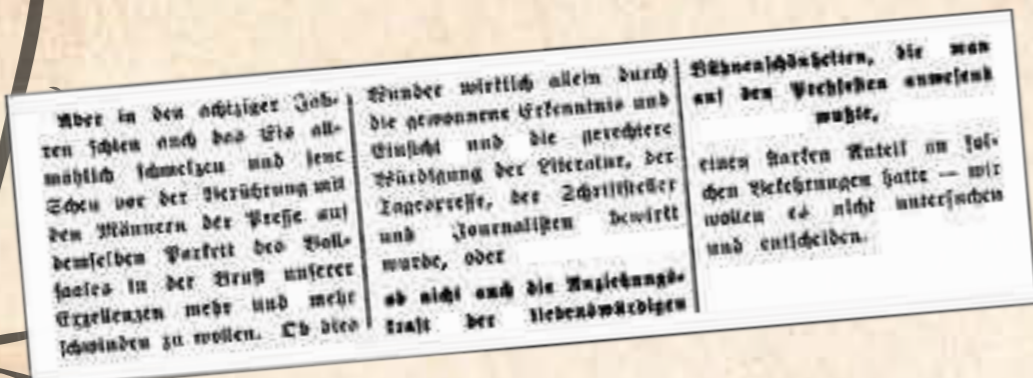 Aber in den achtziger Jah-
ren schien auch das Eis all-
mählich schmelzen und jene
Scheu vor der Berührung mit
den Männern der Presse auf
demselben Parkett des Ball-
saales in der Brust unserer
Exzellenzen mehr und mehr
schwinden zu wollen. Ob dies
Wunder wirklich allein durch
die gewonnene Erkenntnis und
Einsicht und die gerechtere
Würdigung der Literatur, der
Tagespresse, der Schriftsteller
und Journalisten bewirkt
wurde, oder
ob nicht auch die Anziehungs-
kraft der liebenswürdigen
Bühnenschönheiten, die man
auf den Preßfesten anwesend
wußte,
einen starken Anteil an sol-
chen Bekehrungen hatte — wir
wollen es nicht untersuchen
und entscheiden.